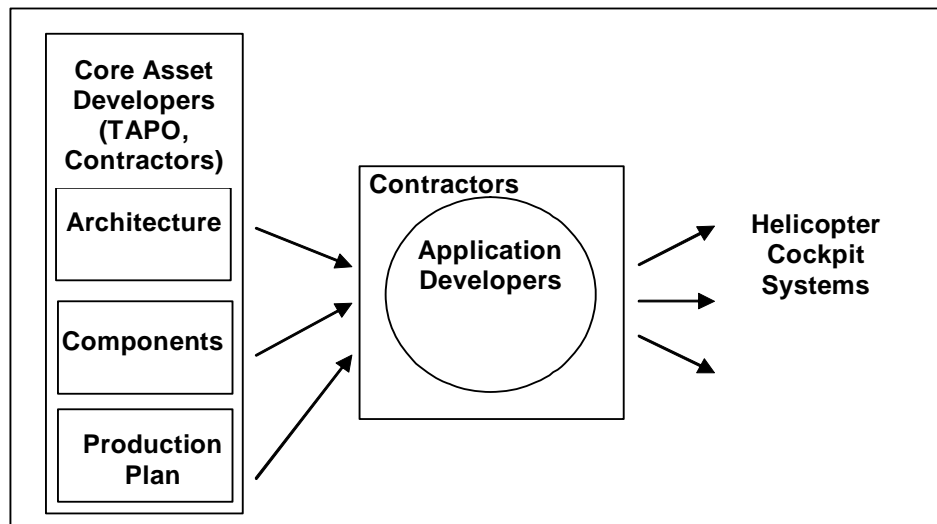 Core Asset
Developers
(TAPO,
Contractors)
Architecture
Components
Production
Plan
Contractors
Application
Developers
Helicopter
Cockpit
Systems